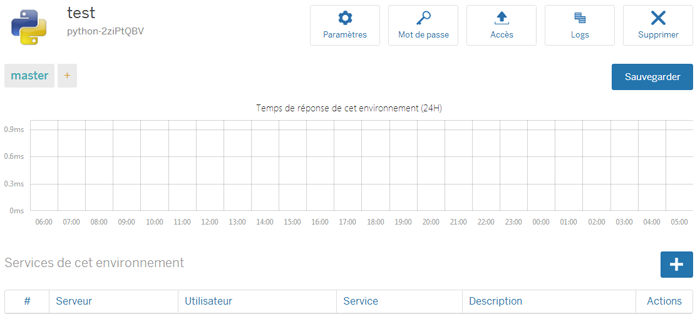 test
python-2ziPtQBV
Paramètres
Mot de passe
Accès
Logs
Supprimer
master
+
Sauvegarder
Temps de réponse de cet environnement (24H)
0.9ms
0.6ms
0.3ms
0ms
06:00 07:00 08:00 09:00 10:00 11:00 12:00 13:00 14:00 15:00 16:00 17:00 18:00 19:00 20:00 21:00 22:00 23:00 00:00 01:00 02:00 03:00 04:00 05:00
Services de cet environnement
# Serveur Utilisateur Service Description Actions